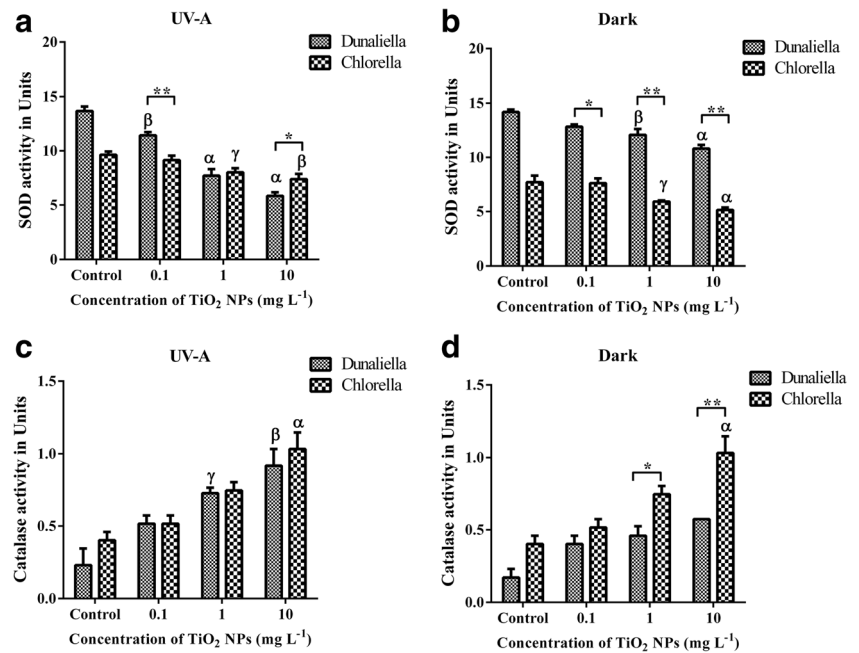 a
UV-A
Dunaliella
Chlorella
SOD activity in Units
20
15
10
5
0
β
**
α
γ
α
*
β
Control
0.1
1
10
Concentration of TiO₂ NPs (mg L⁻¹)
b
Dark
Dunaliella
Chlorella
SOD activity in Units
20
15
10
5
0
*
β
**
γ
α
**
α
Control
0.1
1
10
Concentration of TiO₂ NPs (mg L⁻¹)
c
UV-A
Dunaliella
Chlorella
Catalase activity in Units
1.5
1.0
0.5
0.0
γ
β
α
Control
0.1
1
10
Concentration of TiO₂ NPs (mg L⁻¹)
d
Dark
Dunaliella
Chlorella
Catalase activity in Units
1.5
1.0
0.5
0.0
*
**
α
Control
0.1
1
10
Concentration of TiO₂ NPs (mg L⁻¹)